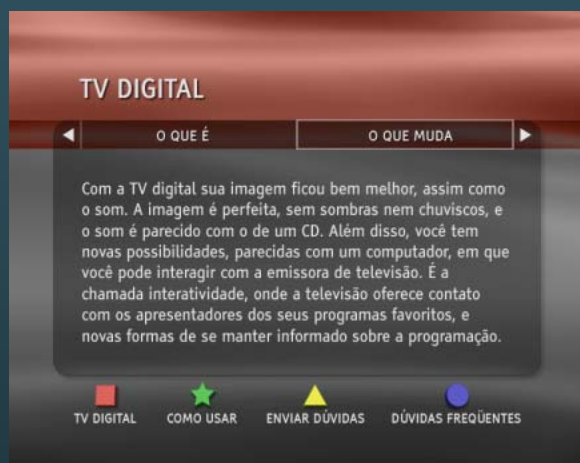 TV DIGITAL
O QUE É
O QUE MUDA
Com a TV digital sua imagem ficou bem melhor, assim como
o som. A imagem é perfeita, sem sombras nem chuviscos, e
o som é parecido com o de um CD. Além disso, você tem
novas possibilidades, parecidas com um computador, em que
você pode interagir com a emissora de televisão. É a
chamada interatividade, onde a televisão oferece contato
com os apresentadores dos seus programas favoritos, e
novas formas de se manter informado sobre a programação.
TV DIGITAL
COMO USAR
ENVIAR DÚVIDAS
DÚVIDAS FREQÜENTES